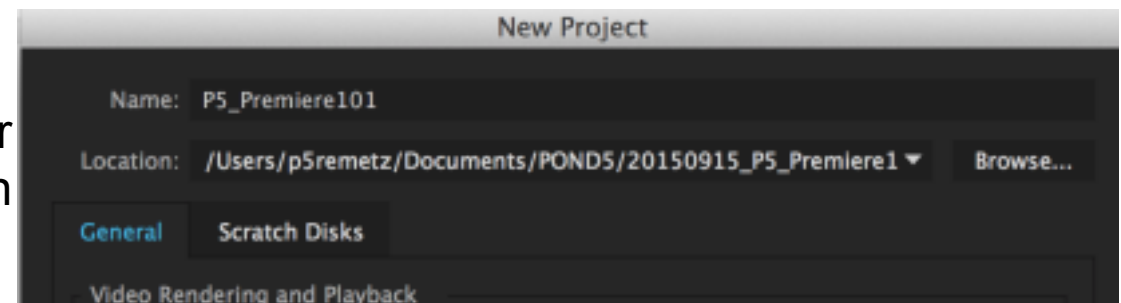 New Project
Name: P5_Premiere101
r
Location: /Users/p5remetz/Documents/POND5/20150915_P5_Premiere1 Browse...
n
General Scratch Disks
Video Rendering and Playback